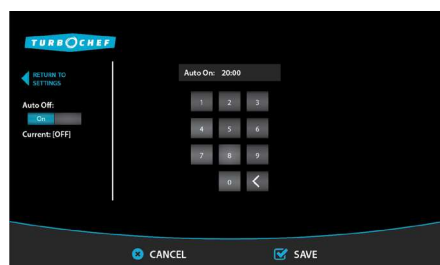 TURBOCHEF
RETURN TO
SETTINGS
Auto Off:
On
Current: [OFF]
Auto On: 20:00
1 2 3
4 5 6
7 8 9
0
CANCEL
SAVE